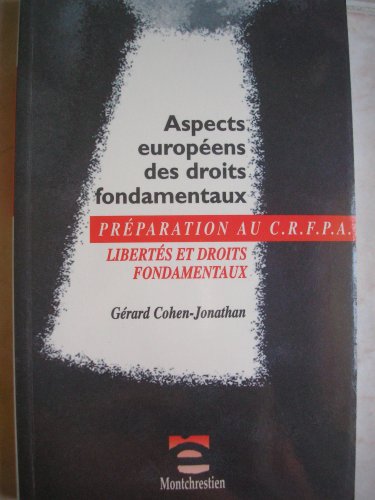 Aspects
européens
des droits
fondamentaux
PRÉPARATION AU C.R.F.P.A.
LIBERTÉS ET DROITS
FONDAMENTAUX
Gérard Cohen-Jonathan
Montchrestien